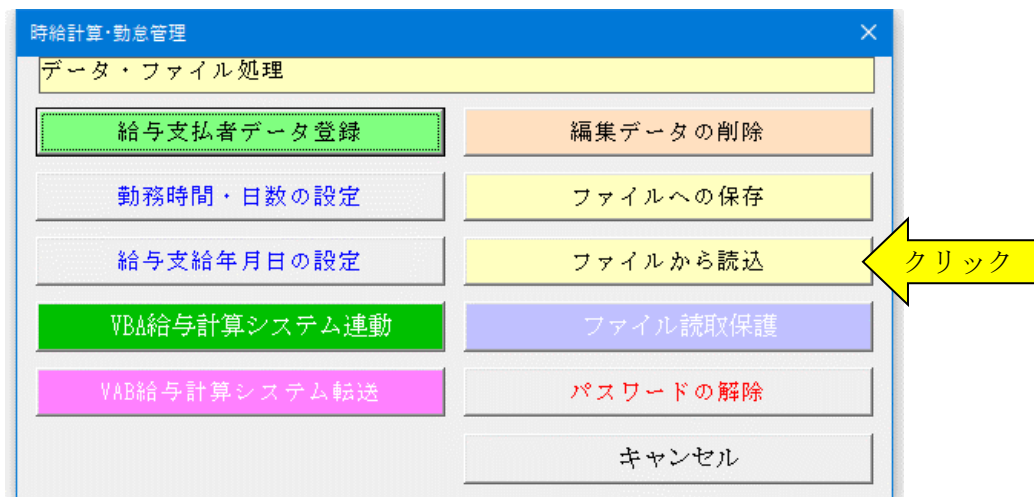 時給計算･勤怠管理
データ・ファイル処理
給与支払者データ登録
編集データの削除
勤務時間・日数の設定
ファイルへの保存
給与支給年月日の設定
ファイルから読込
クリック
VBA給与計算システム連動
ファイル読取保護
VAB給与計算システム転送
パスワードの解除
キャンセル